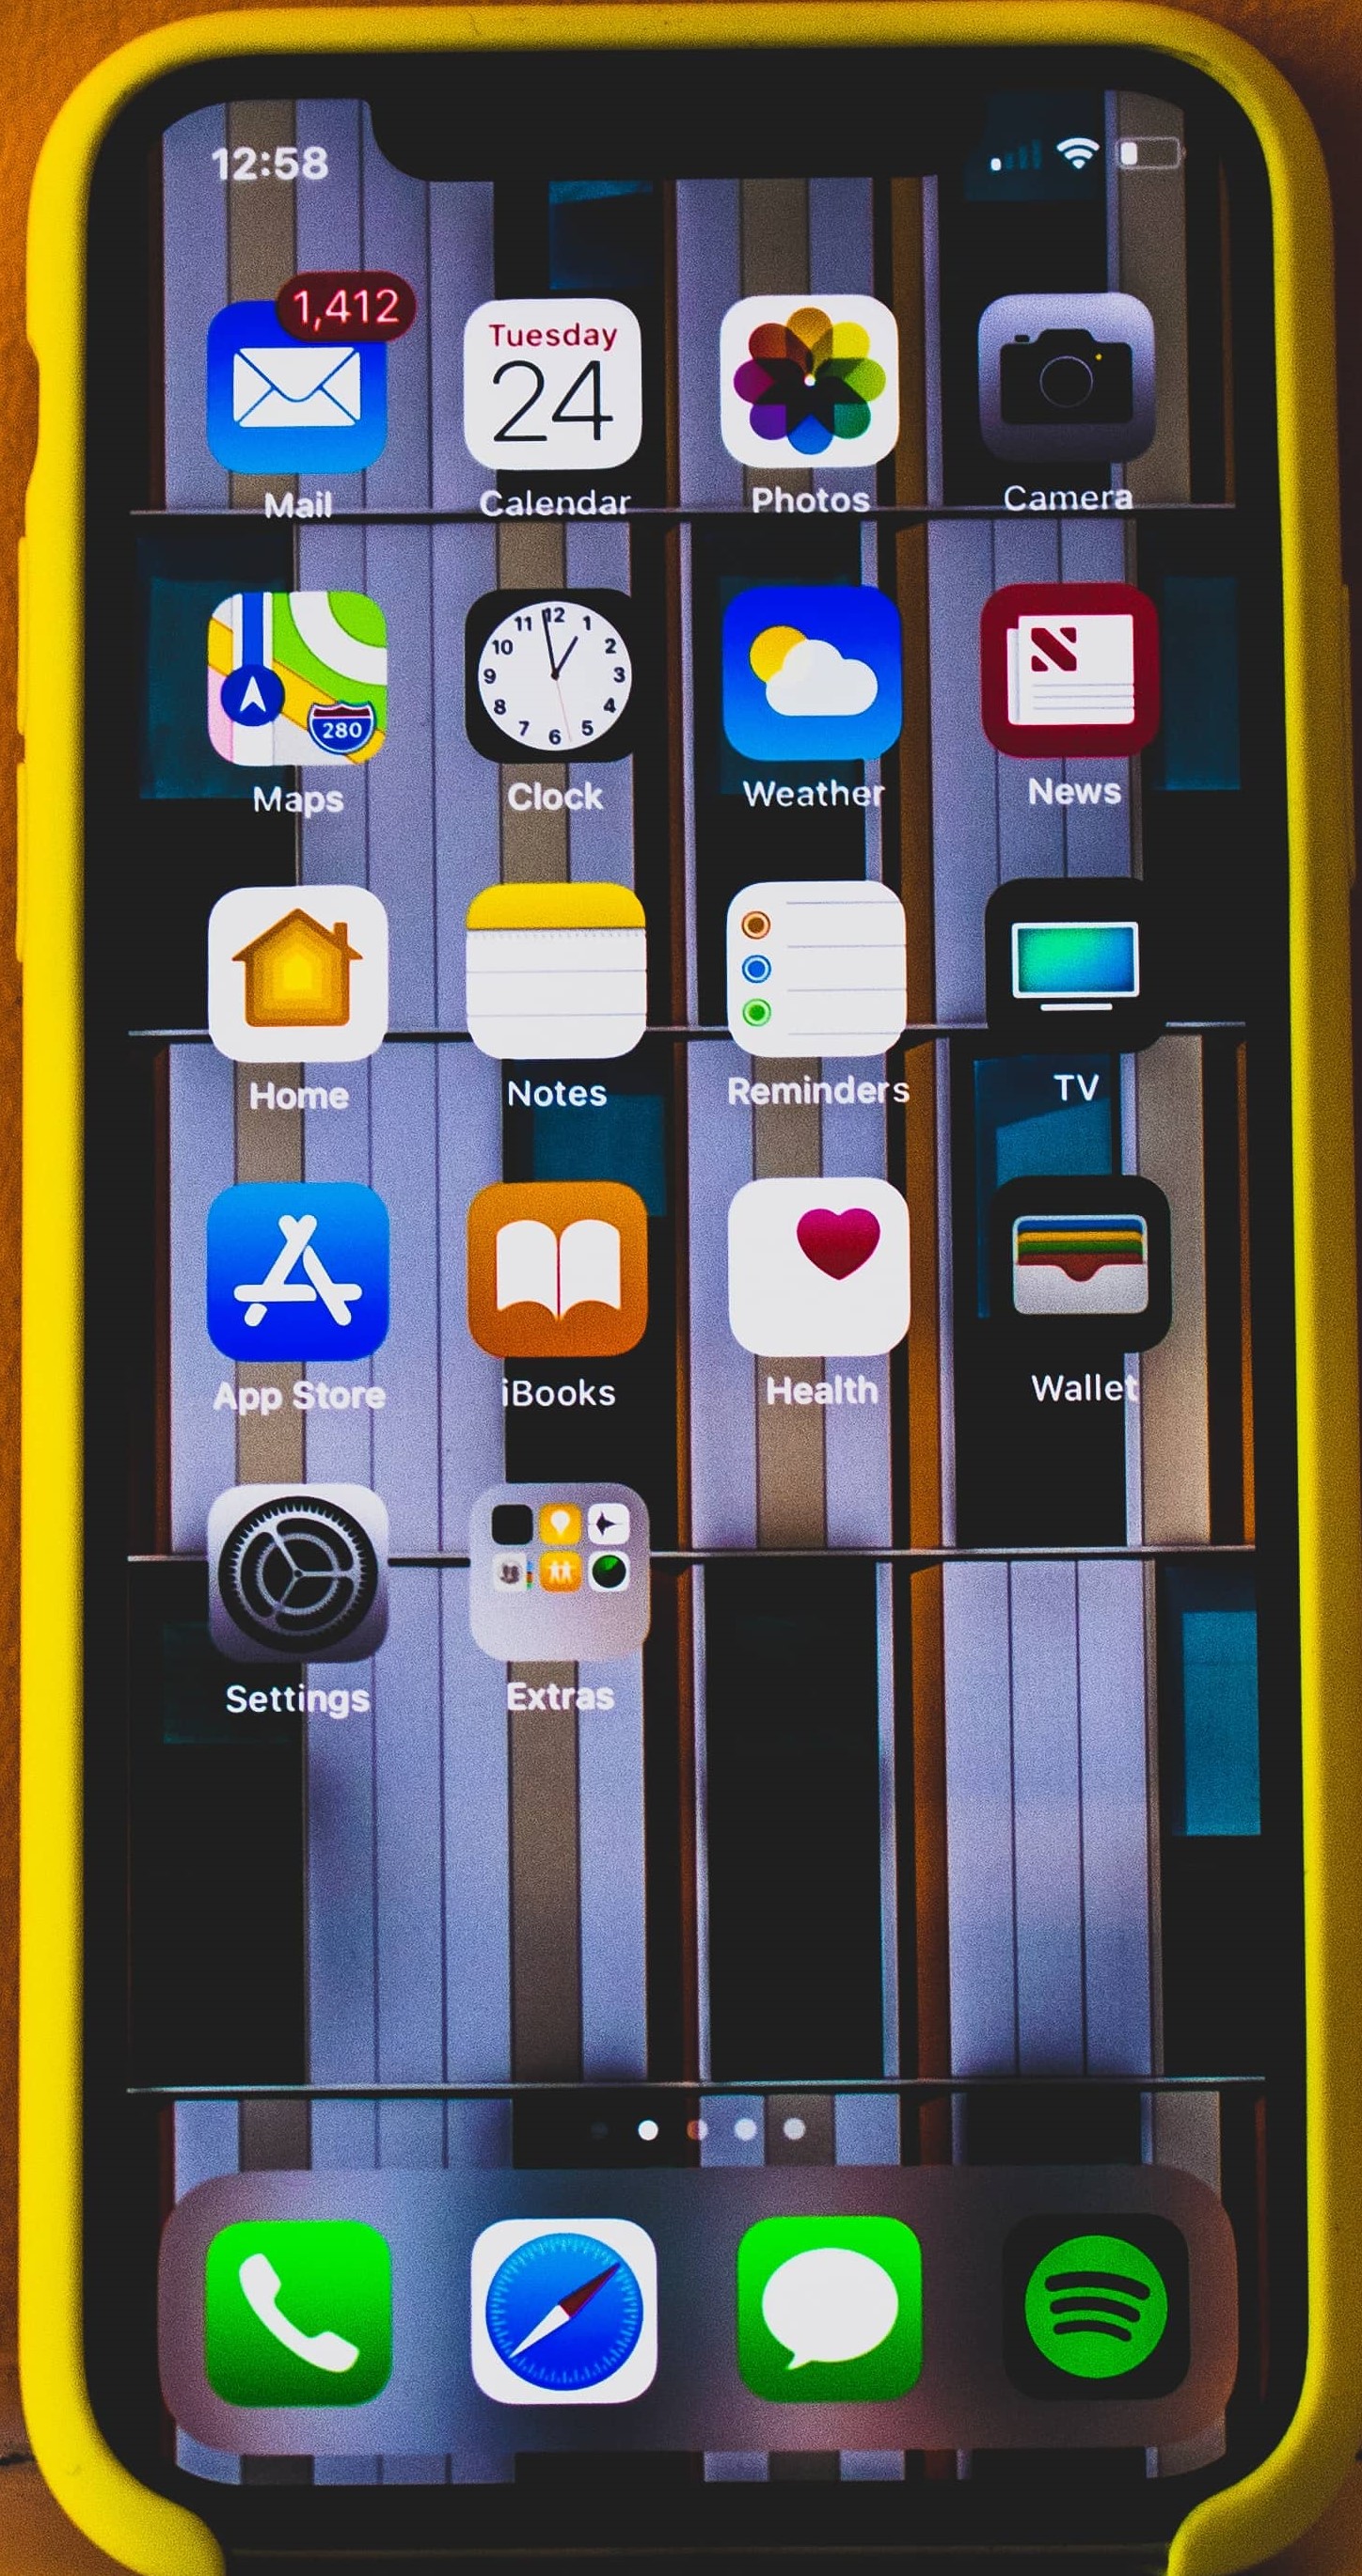 12:58
1,412
Tuesday
24
Mail Calendar Photos Camera
280
11 12 1
10 2
9 3
8 4
7 6 5
Maps Clock Weather News
Home Notes Reminders TV
App Store iBooks Health Wallet
Settings Extras